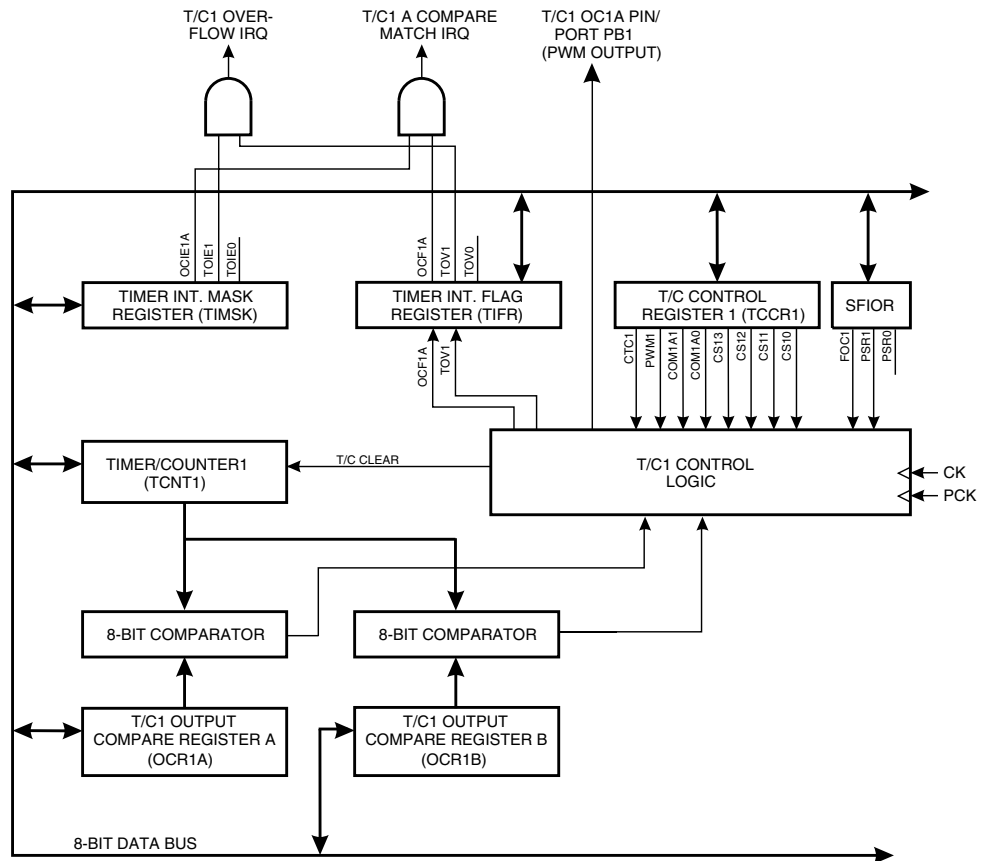 T/C1 OVER-
FLOW IRQ
T/C1 A COMPARE
MATCH IRQ
T/C1 OC1A PIN/
PORT PB1
(PWM OUTPUT)
OCIE1A
TOIE1
TOIE0
OCF1A
TOV1
TOV0
TIMER INT. MASK
REGISTER (TIMSK)
TIMER INT. FLAG
REGISTER (TIFR)
T/C CONTROL
REGISTER 1 (TCCR1)
SFIOR
OCF1A
TOV1
CTC1
PWM1
COM1A1
COM1A0
CS13
CS12
CS11
CS10
FOC1
PSR1
PSR0
TIMER/COUNTER1
(TCNT1)
T/C CLEAR
T/C1 CONTROL
LOGIC
CK
PCK
8-BIT COMPARATOR
8-BIT COMPARATOR
T/C1 OUTPUT
COMPARE REGISTER A
(OCR1A)
T/C1 OUTPUT
COMPARE REGISTER B
(OCR1B)
8-BIT DATA BUS